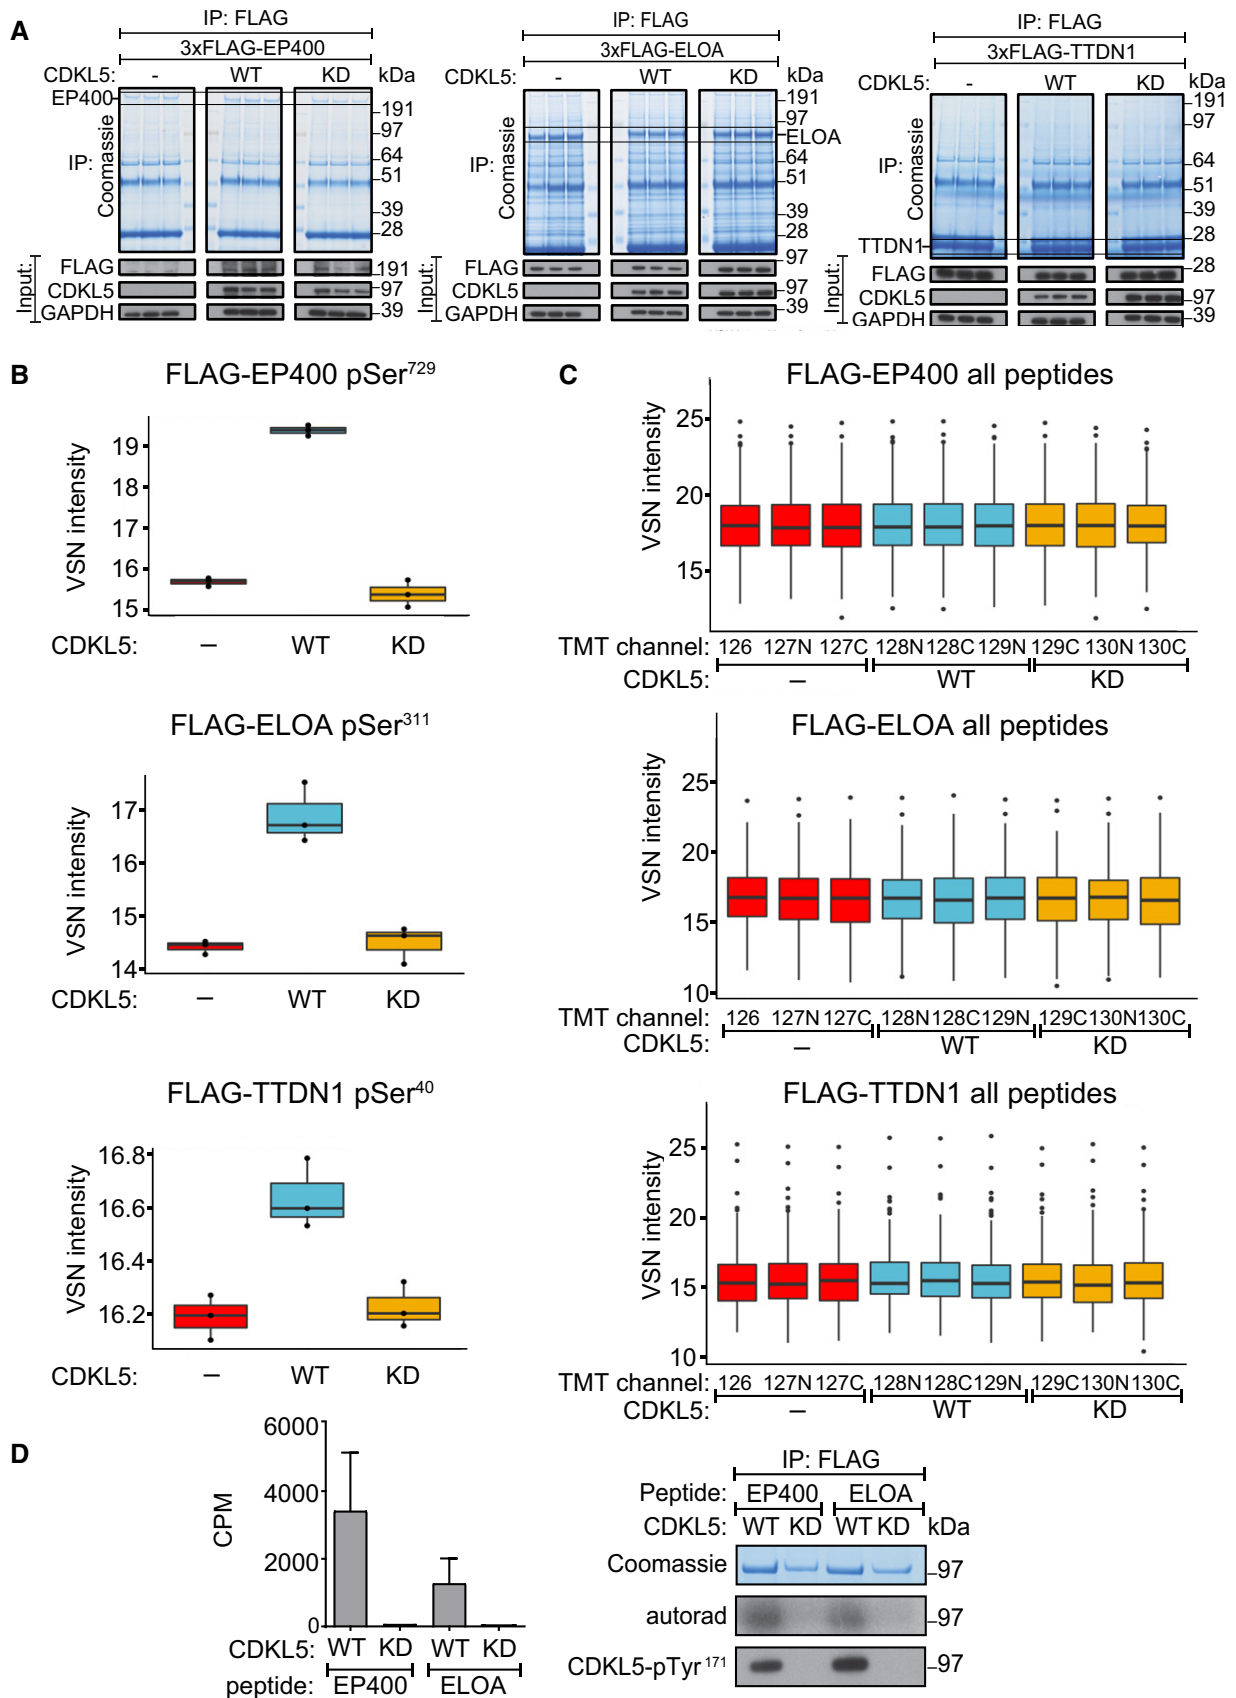 A
IP: FLAG
3xFLAG-EP400
CDKL5: - WT KD kDa
EP400
IP: Coomassie
191
97
64
51
39
28
Input:
FLAG 191
CDKL5 97
GAPDH 39
IP: FLAG
3xFLAG-ELOA
CDKL5: - WT KD kDa
191
97
ELOA
IP: Coomassie
64
51
39
28
Input:
97
FLAG
CDKL5 97
GAPDH 39
IP: FLAG
3xFLAG-TTDN1
CDKL5: - WT KD kDa
191
97
IP: Coomassie
64
51
39
28
TTDN1
Input:
FLAG 28
CDKL5 97
GAPDH 39
B
FLAG-EP400 pSer729
VSN intensity
19
18
17
16
15
CDKL5: – WT KD
FLAG-ELOA pSer311
VSN intensity
17
16
15
14
CDKL5: – WT KD
FLAG-TTDN1 pSer40
VSN intensity
16.8
16.6
16.4
16.2
CDKL5: – WT KD
C
FLAG-EP400 all peptides
VSN intensity
25
20
15
TMT channel: 126 127N 127C 128N 128C 129N 129C 130N 130C
CDKL5: – WT KD
FLAG-ELOA all peptides
VSN intensity
25
20
15
10
TMT channel: 126 127N 127C 128N 128C 129N 129C 130N 130C
CDKL5: – WT KD
FLAG-TTDN1 all peptides
VSN intensity
25
20
15
10
TMT channel: 126 127N 127C 128N 128C 129N 129C 130N 130C
CDKL5: – WT KD
D
CPM
6000
4000
2000
0
CDKL5: WT KD WT KD
peptide: EP400 ELOA
IP: FLAG
Peptide: EP400 ELOA
CDKL5: WT KD WT KD kDa
Coomassie 97
autorad 97
CDKL5-pTyr171 97